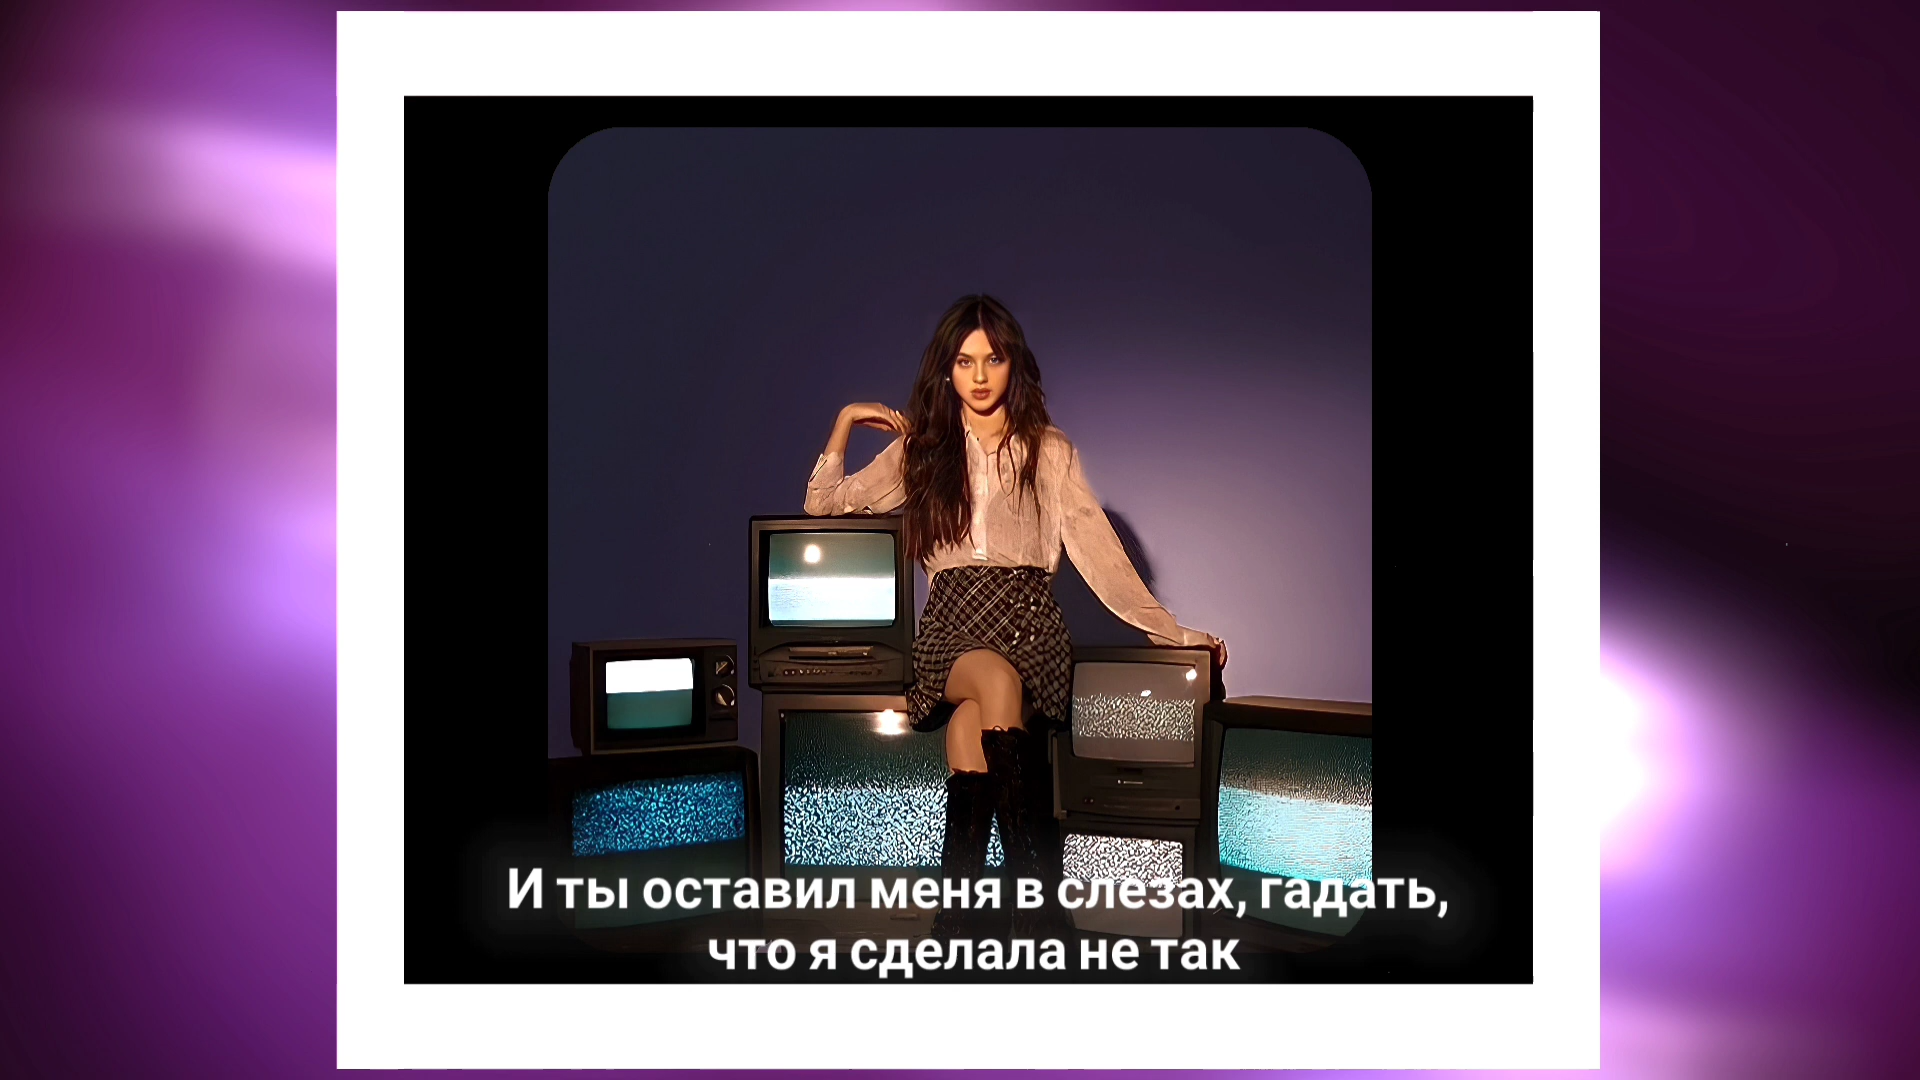 И ты оставил меня в слезах, гадать,
что я сделала не так